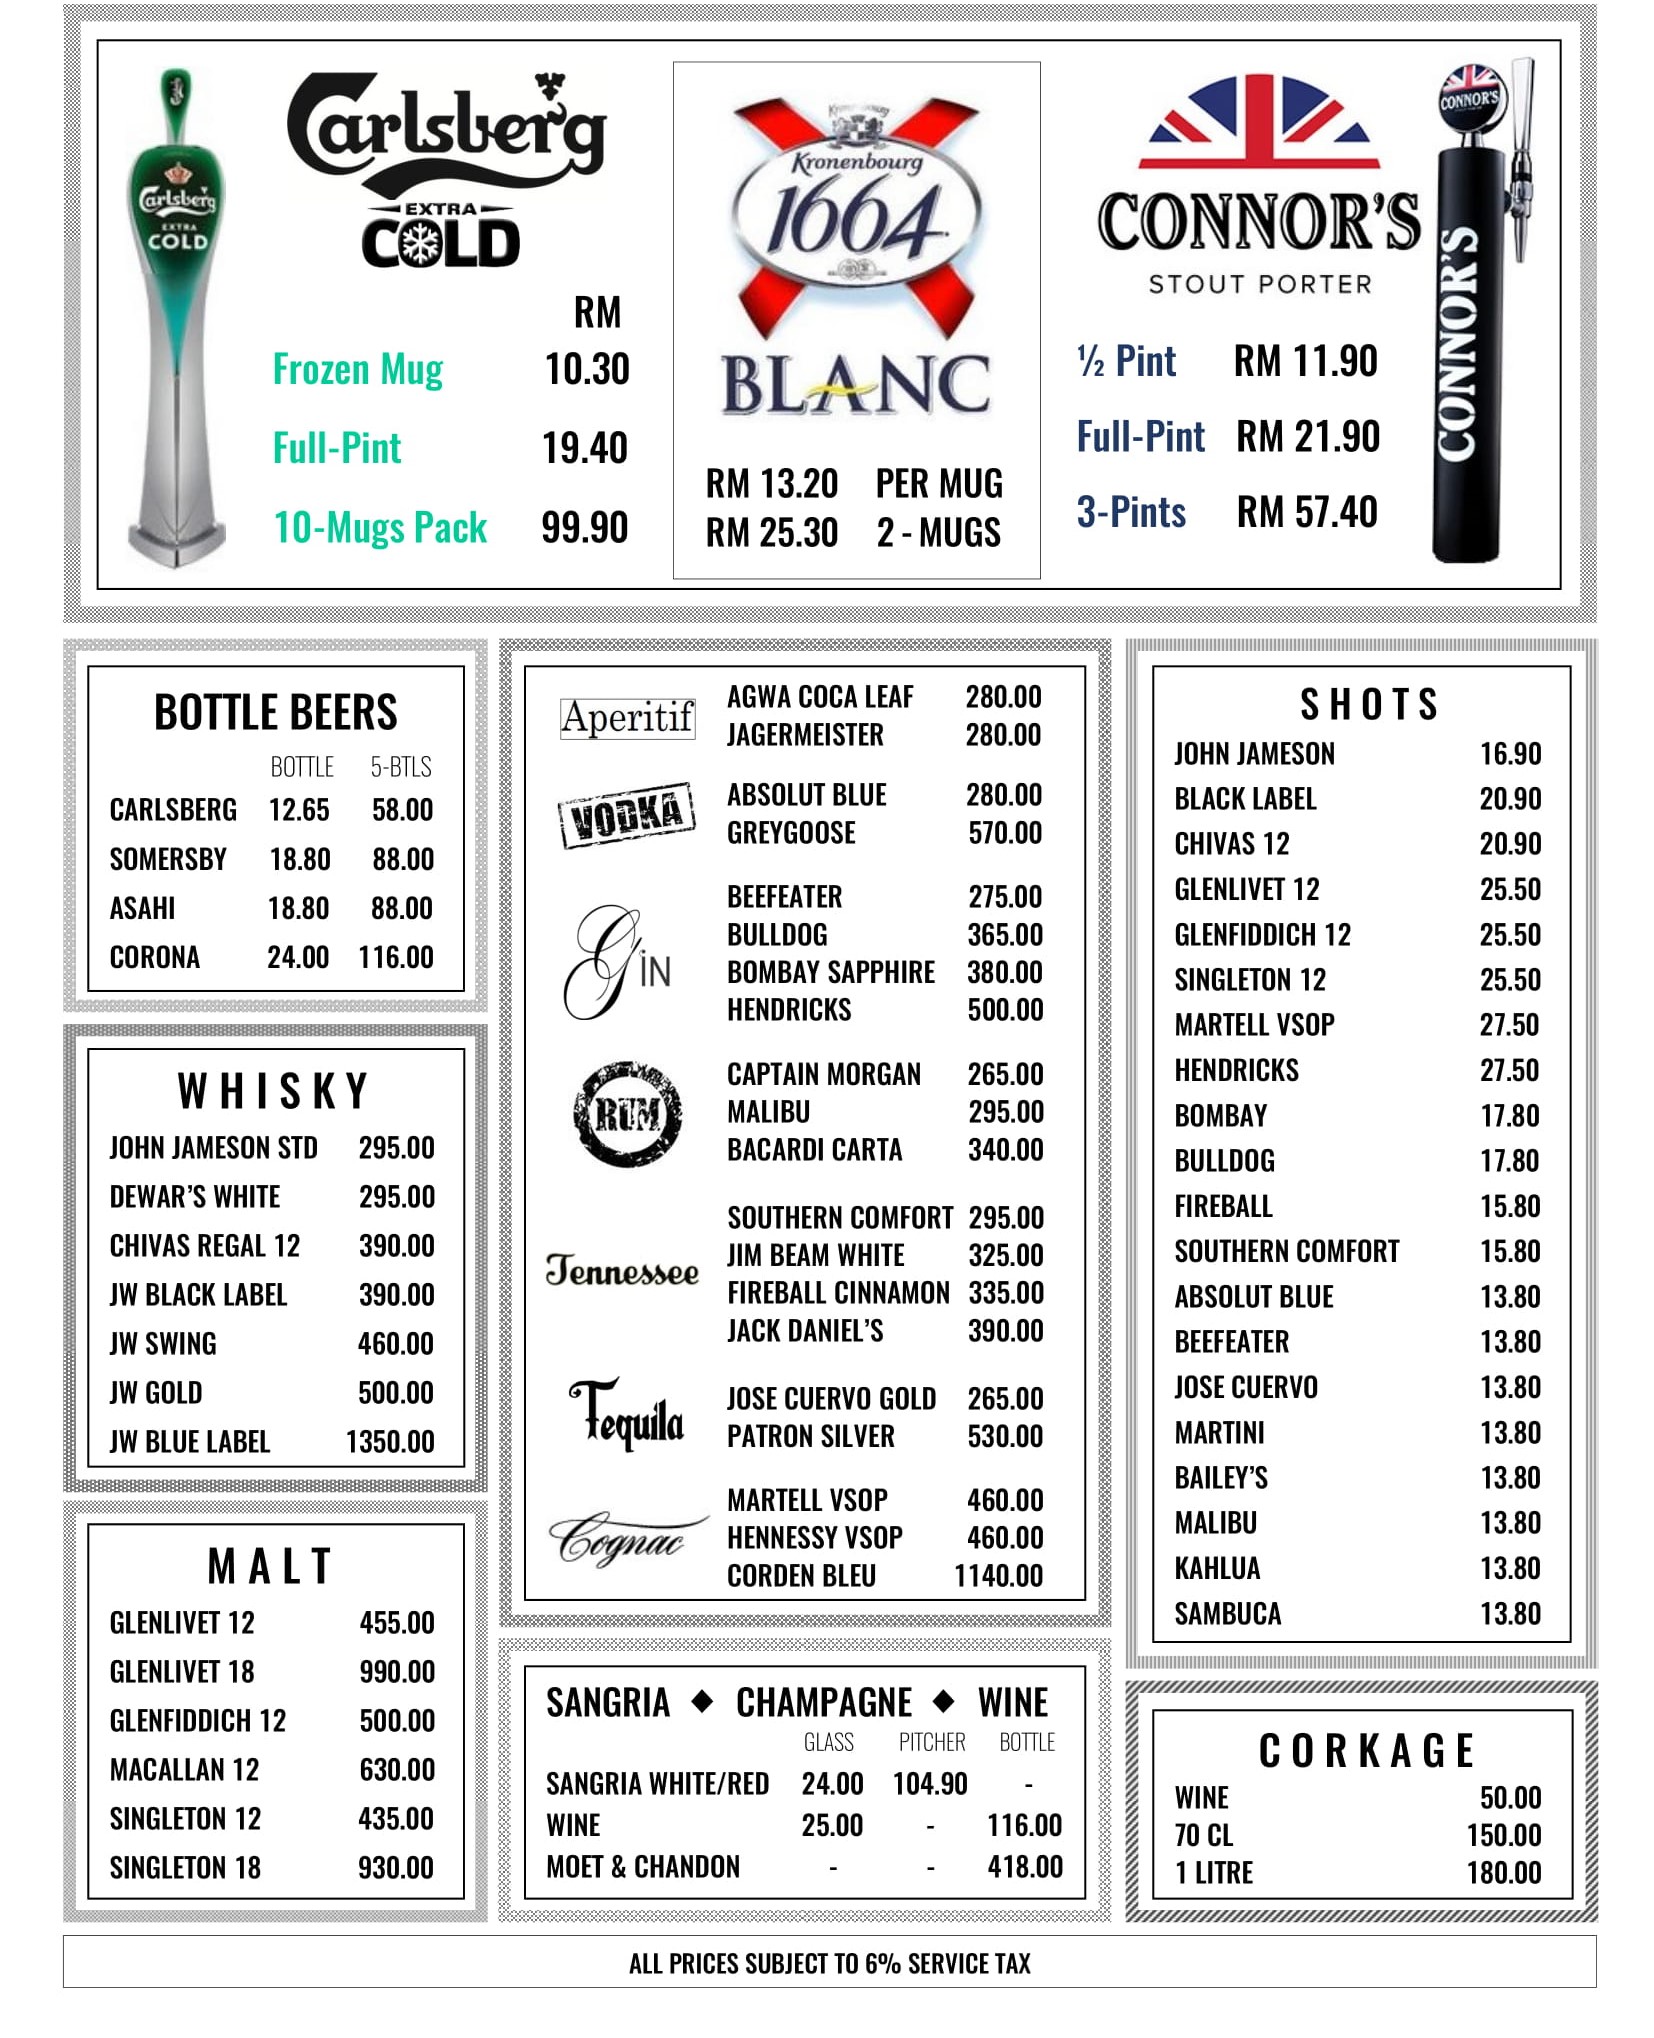 Carlsberg
EXTRA
COLD
Carlsberg
EXTRA
COLD
RM
Frozen Mug 10.30
Full-Pint 19.40
10-Mugs Pack 99.90
Kronenbourg
Kronenbourg
1664
BLANC
RM 13.20 PER MUG
RM 25.30 2 - MUGS
CONNOR'S
STOUT PORTER
½ Pint RM 11.90
Full-Pint RM 21.90
3-Pints RM 57.40
CONNOR'S
CONNOR'S
BOTTLE BEERS
BOTTLE 5-BTLS
CARLSBERG 12.65 58.00
SOMERSBY 18.80 88.00
ASAHI 18.80 88.00
CORONA 24.00 116.00
WHISKY
JOHN JAMESON STD 295.00
DEWAR'S WHITE 295.00
CHIVAS REGAL 12 390.00
JW BLACK LABEL 390.00
JW SWING 460.00
JW GOLD 500.00
JW BLUE LABEL 1350.00
MALT
GLENLIVET 12 455.00
GLENLIVET 18 990.00
GLENFIDDICH 12 500.00
MACALLAN 12 630.00
SINGLETON 12 435.00
SINGLETON 18 930.00
Aperitif
AGWA COCA LEAF 280.00
JAGERMEISTER 280.00
VODKA
ABSOLUT BLUE 280.00
GREYGOOSE 570.00
Gin
BEEFEATER 275.00
BULLDOG 365.00
BOMBAY SAPPHIRE 380.00
HENDRICKS 500.00
RUM
CAPTAIN MORGAN 265.00
MALIBU 295.00
BACARDI CARTA 340.00
Tennessee
SOUTHERN COMFORT 295.00
JIM BEAM WHITE 325.00
FIREBALL CINNAMON 335.00
JACK DANIEL'S 390.00
Tequila
JOSE CUERVO GOLD 265.00
PATRON SILVER 530.00
Cognac
MARTELL VSOP 460.00
HENNESSY VSOP 460.00
CORDEN BLEU 1140.00
SANGRIA ◆ CHAMPAGNE ◆ WINE
GLASS PITCHER BOTTLE
SANGRIA WHITE/RED 24.00 104.90 -
WINE 25.00 - 116.00
MOET & CHANDON - - 418.00
SHOTS
JOHN JAMESON 16.90
BLACK LABEL 20.90
CHIVAS 12 20.90
GLENLIVET 12 25.50
GLENFIDDICH 12 25.50
SINGLETON 12 25.50
MARTELL VSOP 27.50
HENDRICKS 27.50
BOMBAY 17.80
BULLDOG 17.80
FIREBALL 15.80
SOUTHERN COMFORT 15.80
ABSOLUT BLUE 13.80
BEEFEATER 13.80
JOSE CUERVO 13.80
MARTINI 13.80
BAILEY'S 13.80
MALIBU 13.80
KAHLUA 13.80
SAMBUCA 13.80
CORKAGE
WINE 50.00
70 CL 150.00
1 LITRE 180.00
ALL PRICES SUBJECT TO 6% SERVICE TAX